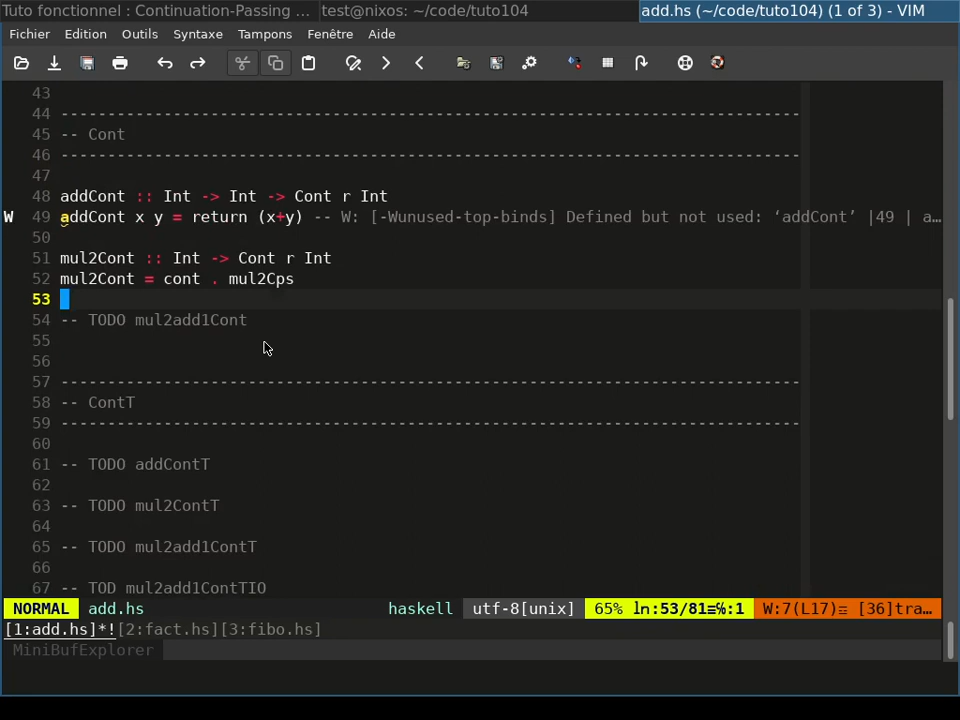 Tuto fonctionnel : Continuation-Passing ... test@nixos: ~/code/tuto104 add.hs (~/code/tuto104) (1 of 3) - VIM
Fichier Edition Outils Syntaxe Tampons Fenêtre Aide
43
44 --------------------------------------------------------------------------------
45 -- Cont
46 --------------------------------------------------------------------------------
47
48 addCont :: Int -> Int -> Cont r Int
W 49 addCont x y = return (x+y) -- W: [-Wunused-top-binds] Defined but not used: ‘addCont’ |49 | a…
50
51 mul2Cont :: Int -> Cont r Int
52 mul2Cont = cont . mul2Cps
53
54 -- TODO mul2add1Cont
55
56
57 --------------------------------------------------------------------------------
58 -- ContT
59 --------------------------------------------------------------------------------
60
61 -- TODO addContT
62
63 -- TODO mul2ContT
64
65 -- TODO mul2add1ContT
66
67 -- TOD mul2add1ContTIO
NORMAL add.hs haskell utf-8[unix] 65% ln:53/81≡℅:1 W:7(L17)≡ [36]tra…
[1:add.hs]*![2:fact.hs][3:fibo.hs]
MiniBufExplorer